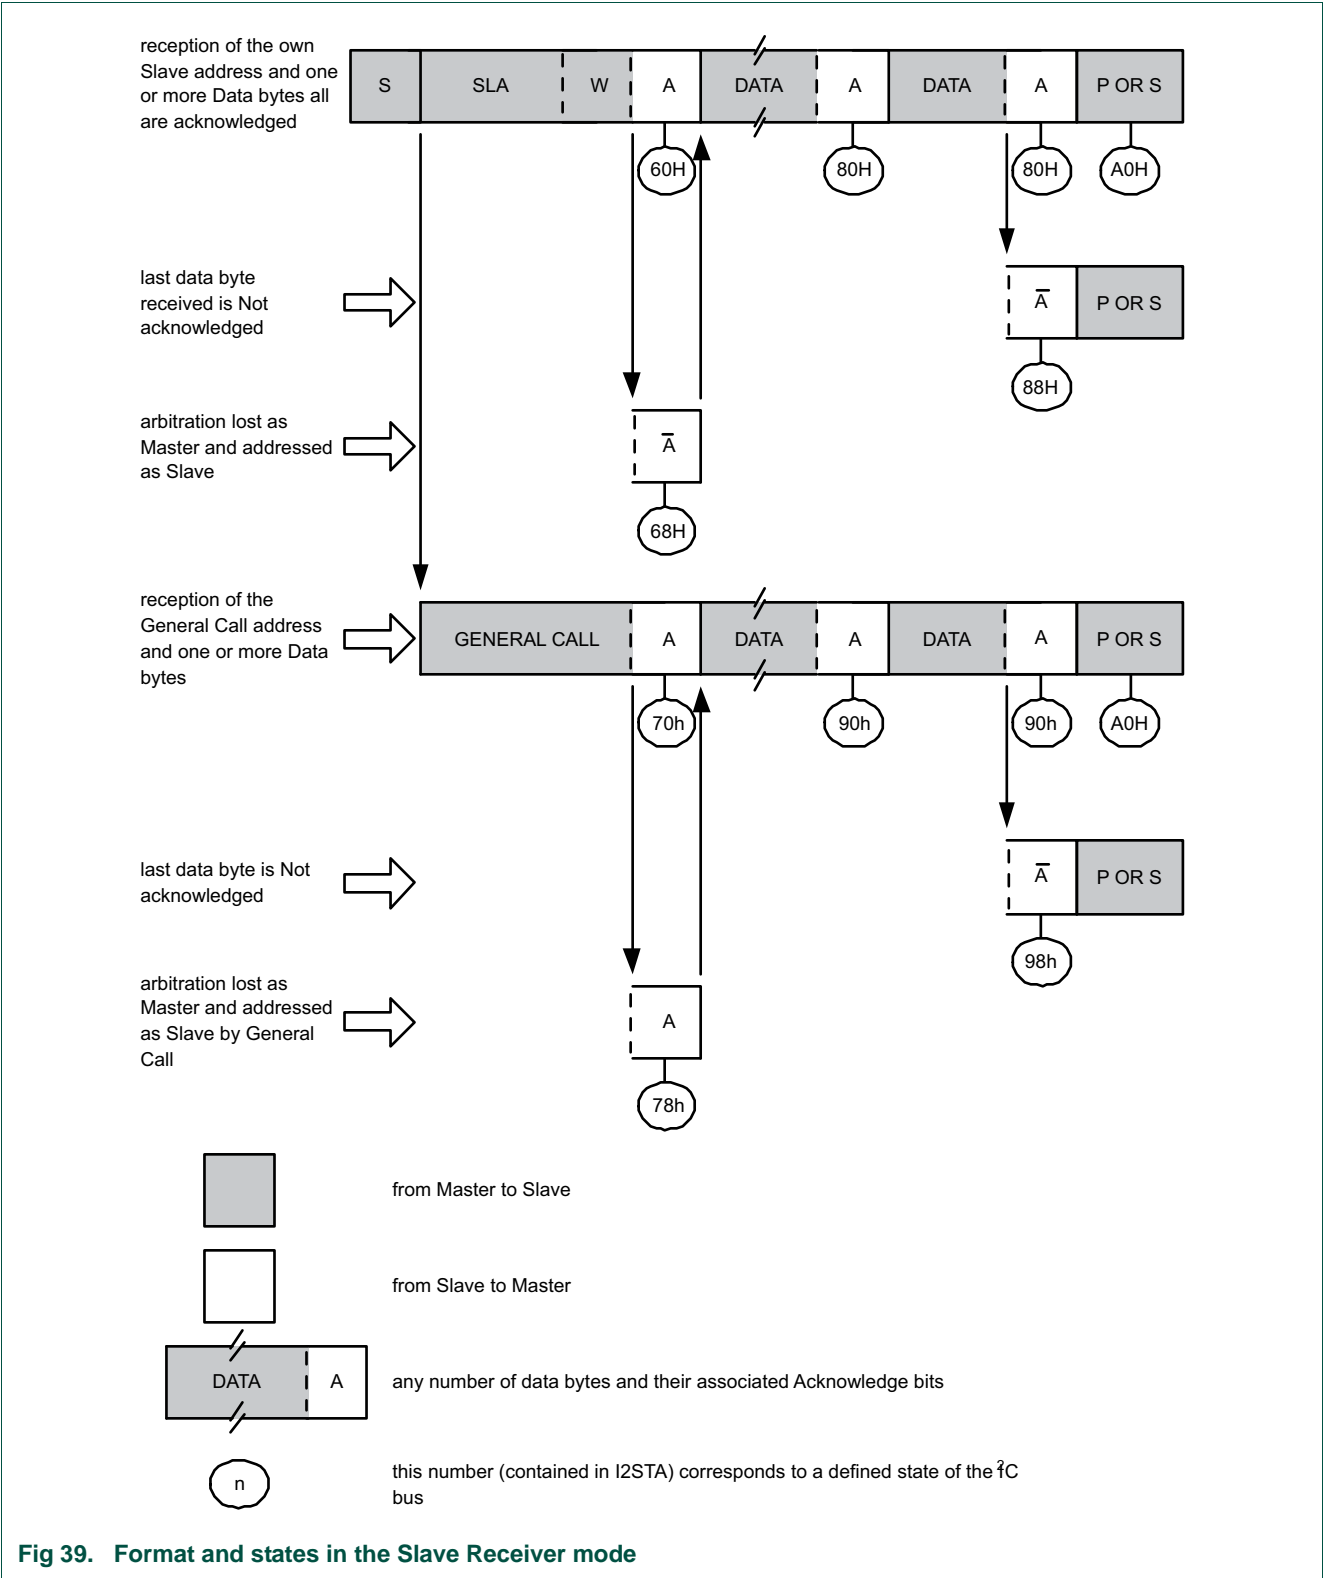 reception of the own
Slave address and one
or more Data bytes all
are acknowledged
S SLA W A DATA A DATA A P OR S
60H 80H 80H A0H
last data byte
received is Not
acknowledged
A̅ P OR S
88H
arbitration lost as
Master and addressed
as Slave
A̅
68H
reception of the
General Call address
and one or more Data
bytes
GENERAL CALL A DATA A DATA A P OR S
70h 90h 90h A0H
last data byte is Not
acknowledged
A̅ P OR S
98h
arbitration lost as
Master and addressed
as Slave by General
Call
A
78h
from Master to Slave
from Slave to Master
DATA A any number of data bytes and their associated Acknowledge bits
n this number (contained in I2STA) corresponds to a defined state of the I²C
bus
Fig 39. Format and states in the Slave Receiver mode